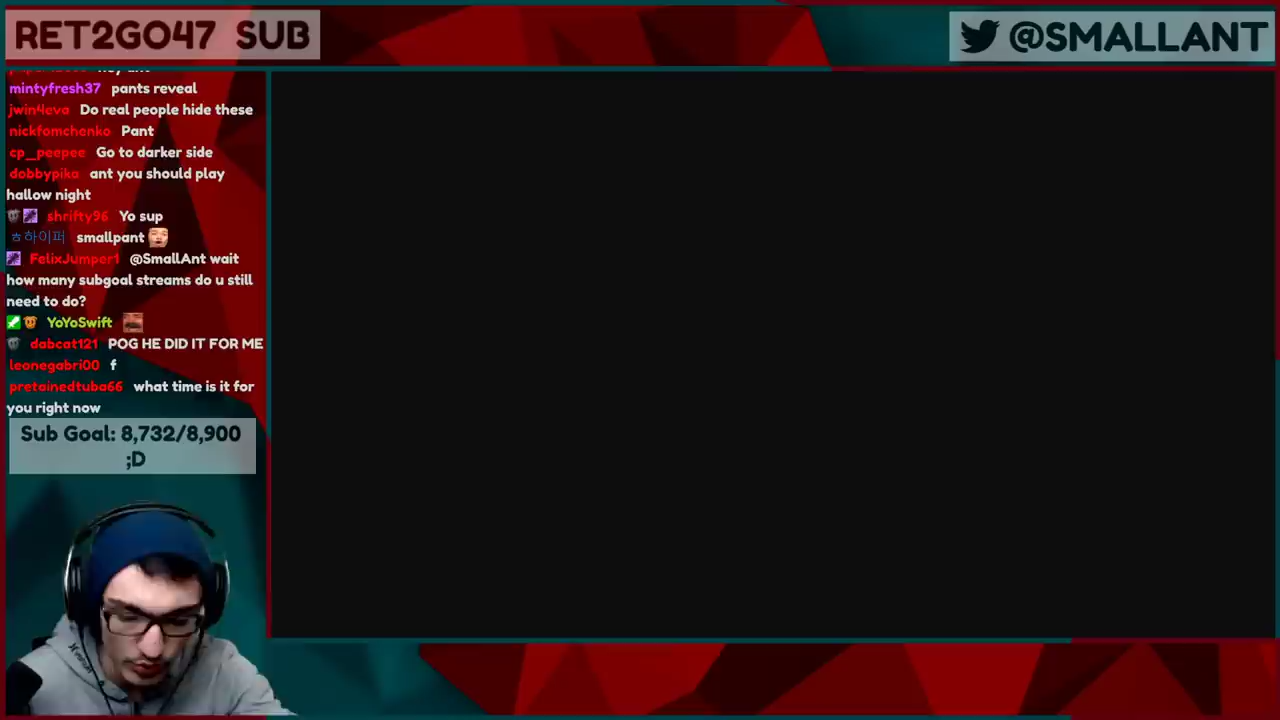 RET2GO47 SUB
@SMALLANT
mintyfresh37 pants reveal
jwin4eva Do real people hide these
nickfomchenko Pant
cp_peepee Go to darker side
dobbypika ant you should play
hallow night
shrifty96 Yo sup
ㅎ하이퍼 smallpant
FelixJumper1 @SmallAnt wait
how many subgoal streams do u still
need to do?
YoYoSwift
dabcat121 POG HE DID IT FOR ME
leonegabri00 f
pretainedtuba66 what time is it for
you right now
Sub Goal: 8,732/8,900
;D